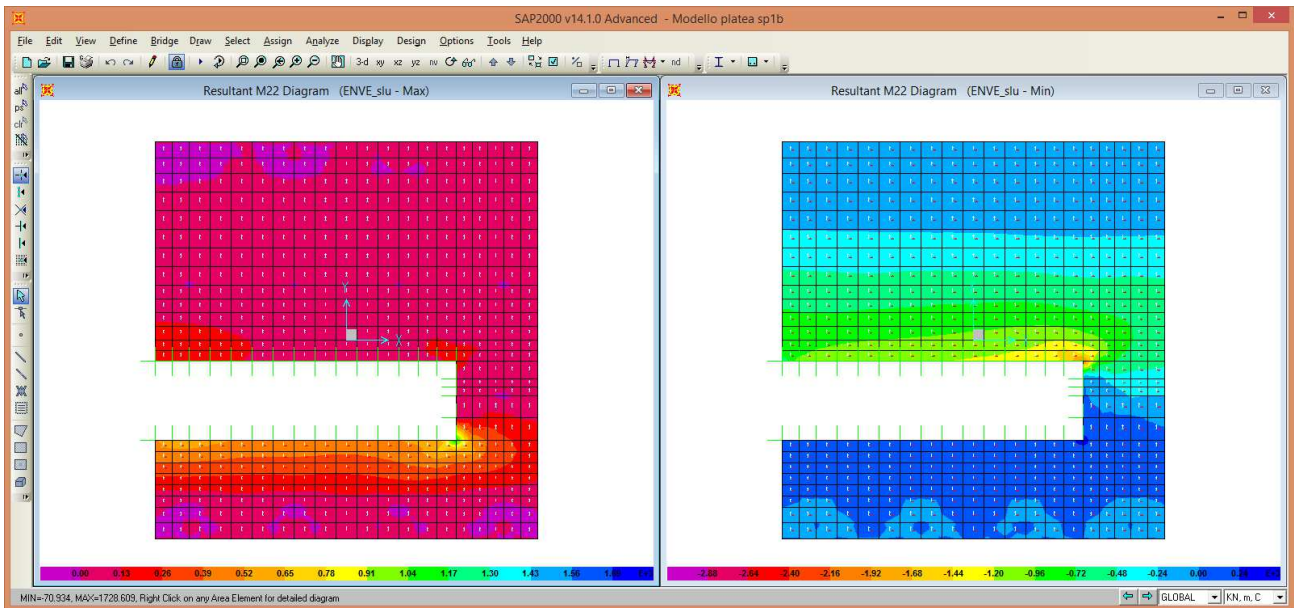 SAP2000 v14.1.0 Advanced - Modello platea sp1b
File Edit View Define Bridge Draw Select Assign Analyze Display Design Options Tools Help
3-d xy xz yz nv
nd
all
ps
clr
Resultant M22 Diagram (ENVE_slu - Max)
Resultant M22 Diagram (ENVE_slu - Min)
Y
X
0.00 0.13 0.26 0.39 0.52 0.65 0.78 0.91 1.04 1.17 1.30 1.43 1.56
-2.88 -2.64 -2.40 -2.16 -1.92 -1.68 -1.44 -1.20 -0.96 -0.72 -0.48 -0.24 0.00
MIN=-70.934, MAX=1728.609, Right Click on any Area Element for detailed diagram
GLOBAL
KN, m, C